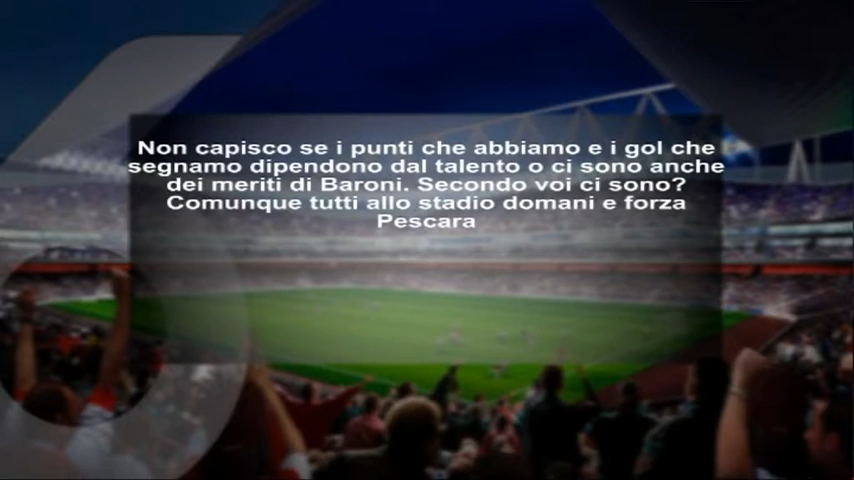 Non capisco se i punti che abbiamo e i gol che
segnamo dipendono dal talento o ci sono anche
dei meriti di Baroni. Secondo voi ci sono?
Comunque tutti allo stadio domani e forza
Pescara